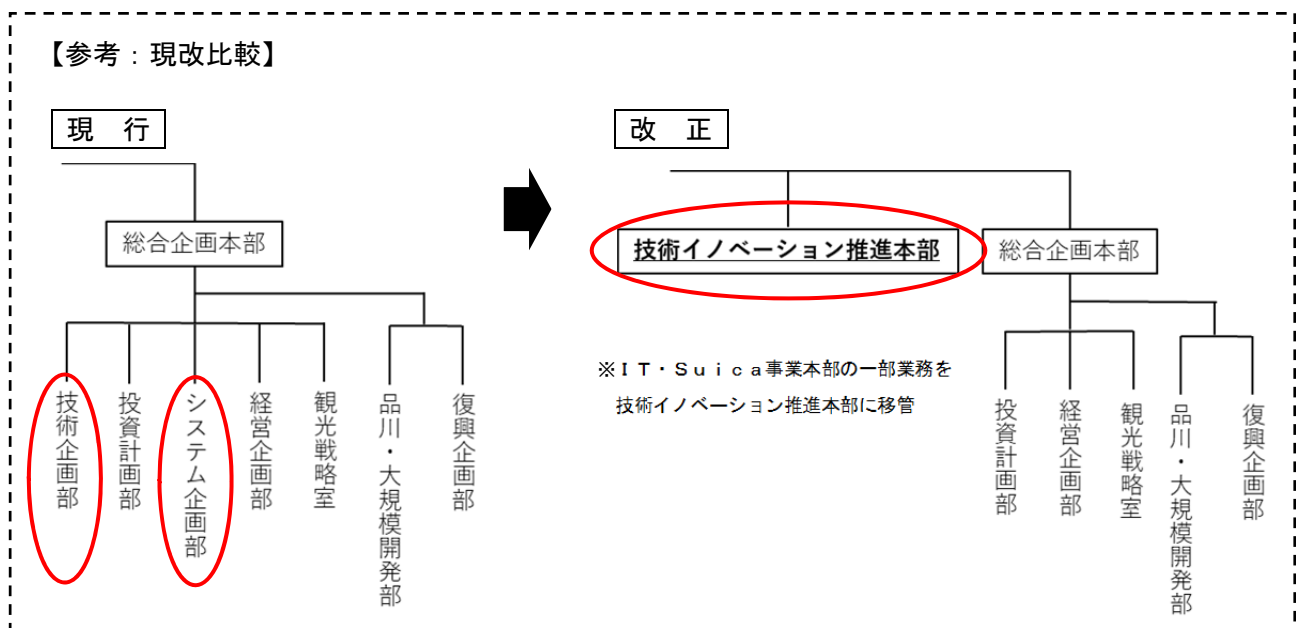 【参考：現改比較】
現　行
総合企画本部
技術企画部
投資計画部
システム企画部
経営企画部
観光戦略室
品川・大規模開発部
復興企画部
改　正
技術イノベーション推進本部
総合企画本部
※ＩＴ・Ｓｕｉｃａ事業本部の一部業務を
技術イノベーション推進本部に移管
投資計画部
経営企画部
観光戦略室
品川・大規模開発部
復興企画部